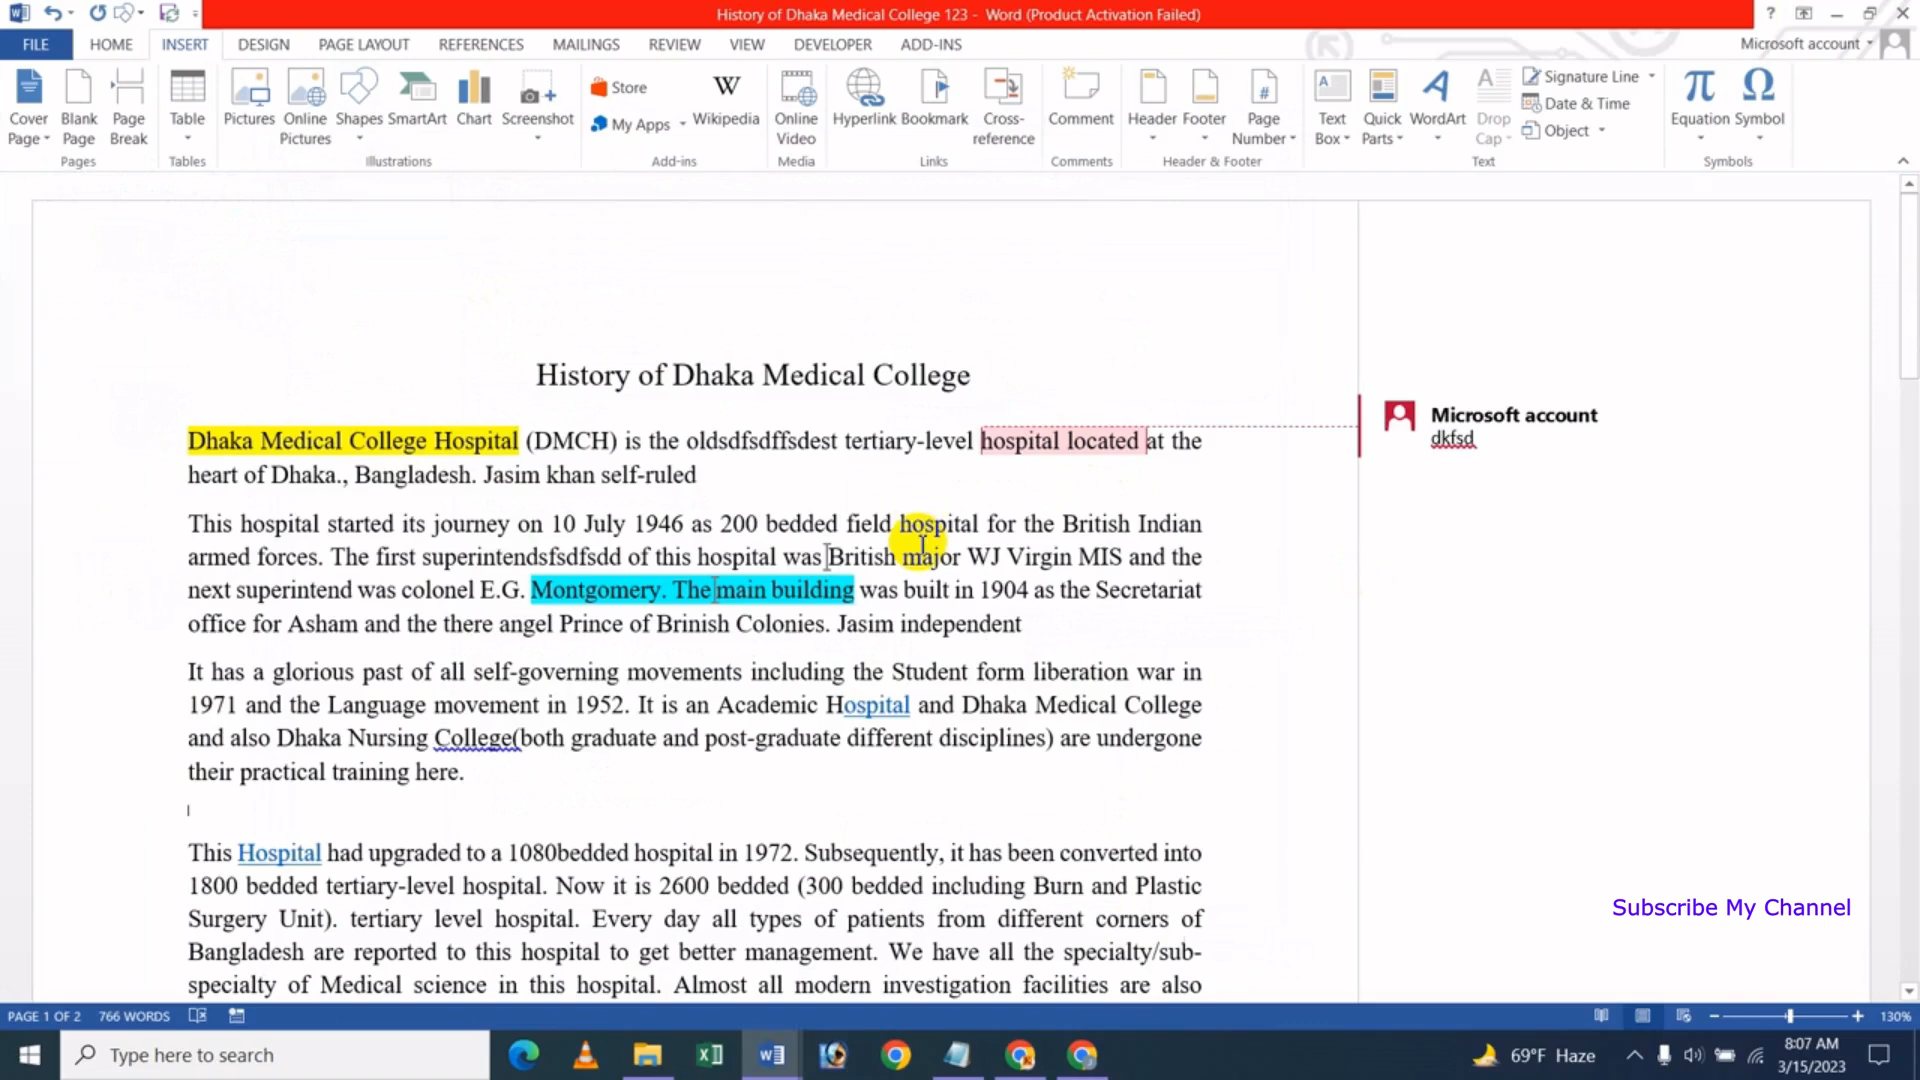 History of Dhaka Medical College 123 - Word (Product Activation Failed)
?
FILE HOME INSERT DESIGN PAGE LAYOUT REFERENCES MAILINGS REVIEW VIEW DEVELOPER ADD-INS Microsoft account
Cover Page
Blank Page
Page Break
Table
Pictures
Online Pictures
Shapes
SmartArt
Chart
Screenshot
Store
My Apps
W
Wikipedia
Online Video
Hyperlink
Bookmark
Cross-reference
Comment
Header
Footer
#
Page Number
A
Text Box
Quick Parts
A
WordArt
A
Drop Cap
Signature Line
Date & Time
Object
π
Equation
Ω
Symbol
Pages Tables Illustrations Add-ins Media Links Comments Header & Footer Text Symbols
History of Dhaka Medical College
Dhaka Medical College Hospital (DMCH) is the oldsdfsdffsdest tertiary-level hospital located at the
heart of Dhaka., Bangladesh. Jasim khan self-ruled
Microsoft account
dkfsd
This hospital started its journey on 10 July 1946 as 200 bedded field hospital for the British Indian
armed forces. The first superintendsfsdfsdd of this hospital was British major WJ Virgin MIS and the
next superintend was colonel E.G. Montgomery. The main building was built in 1904 as the Secretariat
office for Asham and the there angel Prince of Brinish Colonies. Jasim independent
It has a glorious past of all self-governing movements including the Student form liberation war in
1971 and the Language movement in 1952. It is an Academic Hospital and Dhaka Medical College
and also Dhaka Nursing College(both graduate and post-graduate different disciplines) are undergone
their practical training here.
This Hospital had upgraded to a 1080bedded hospital in 1972. Subsequently, it has been converted into
1800 bedded tertiary-level hospital. Now it is 2600 bedded (300 bedded including Burn and Plastic
Surgery Unit). tertiary level hospital. Every day all types of patients from different corners of
Bangladesh are reported to this hospital to get better management. We have all the specialty/sub-
specialty of Medical science in this hospital. Almost all modern investigation facilities are also
Subscribe My Channel
PAGE 1 OF 2 766 WORDS 130%
Type here to search
69°F Haze
8:07 AM
3/15/2023